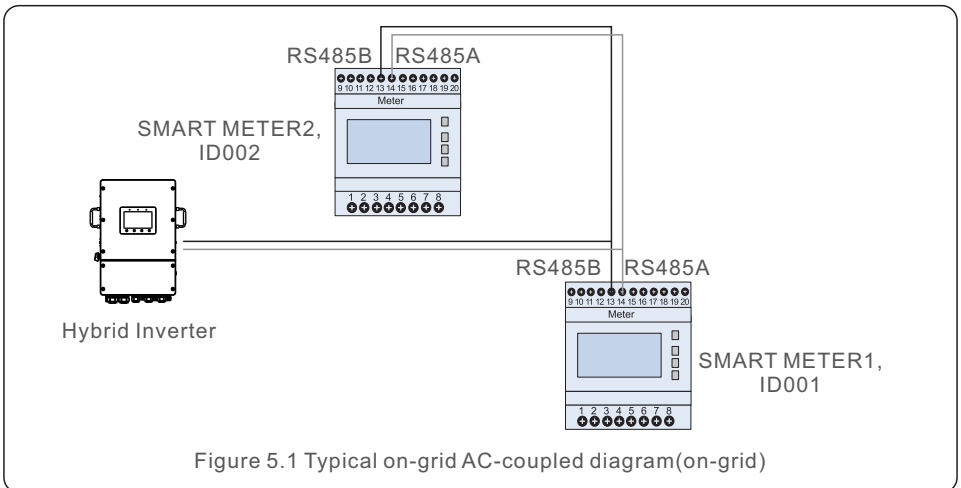 RS485B RS485A
9 10 11 12 13 14 15 16 17 18 19 20
Meter
SMART METER2,
ID002
1 2 3 4 5 6 7 8
RS485B RS485A
9 10 11 12 13 14 15 16 17 18 19 20
Meter
Hybrid Inverter
SMART METER1,
ID001
1 2 3 4 5 6 7 8
Figure 5.1 Typical on-grid AC-coupled diagram(on-grid)